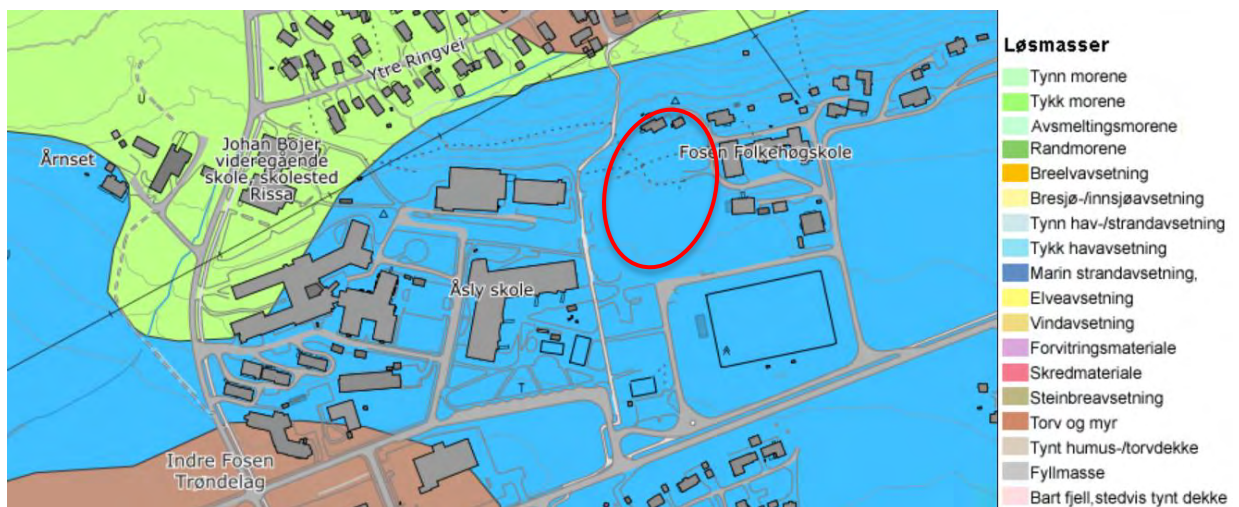 Ytre Ringvei
Johan Bojer
videregående
skole, skolested
Rissa
Årnset
Fosen Folkehøgskole
Åsly skole
T
Indre Fosen
Trøndelag
Løsmasser
Tynn morene
Tykk morene
Avsmeltingsmorene
Randmorene
Breelvavsetning
Bresjø-/innsjøavsetning
Tynn hav-/strandavsetning
Tykk havavsetning
Marin strandavsetning,
Elveavsetning
Vindavsetning
Forvitringsmateriale
Skredmateriale
Steinbreavsetning
Torv og myr
Tynt humus-/torvdekke
Fyllmasse
Bart fjell,stedvis tynt dekke